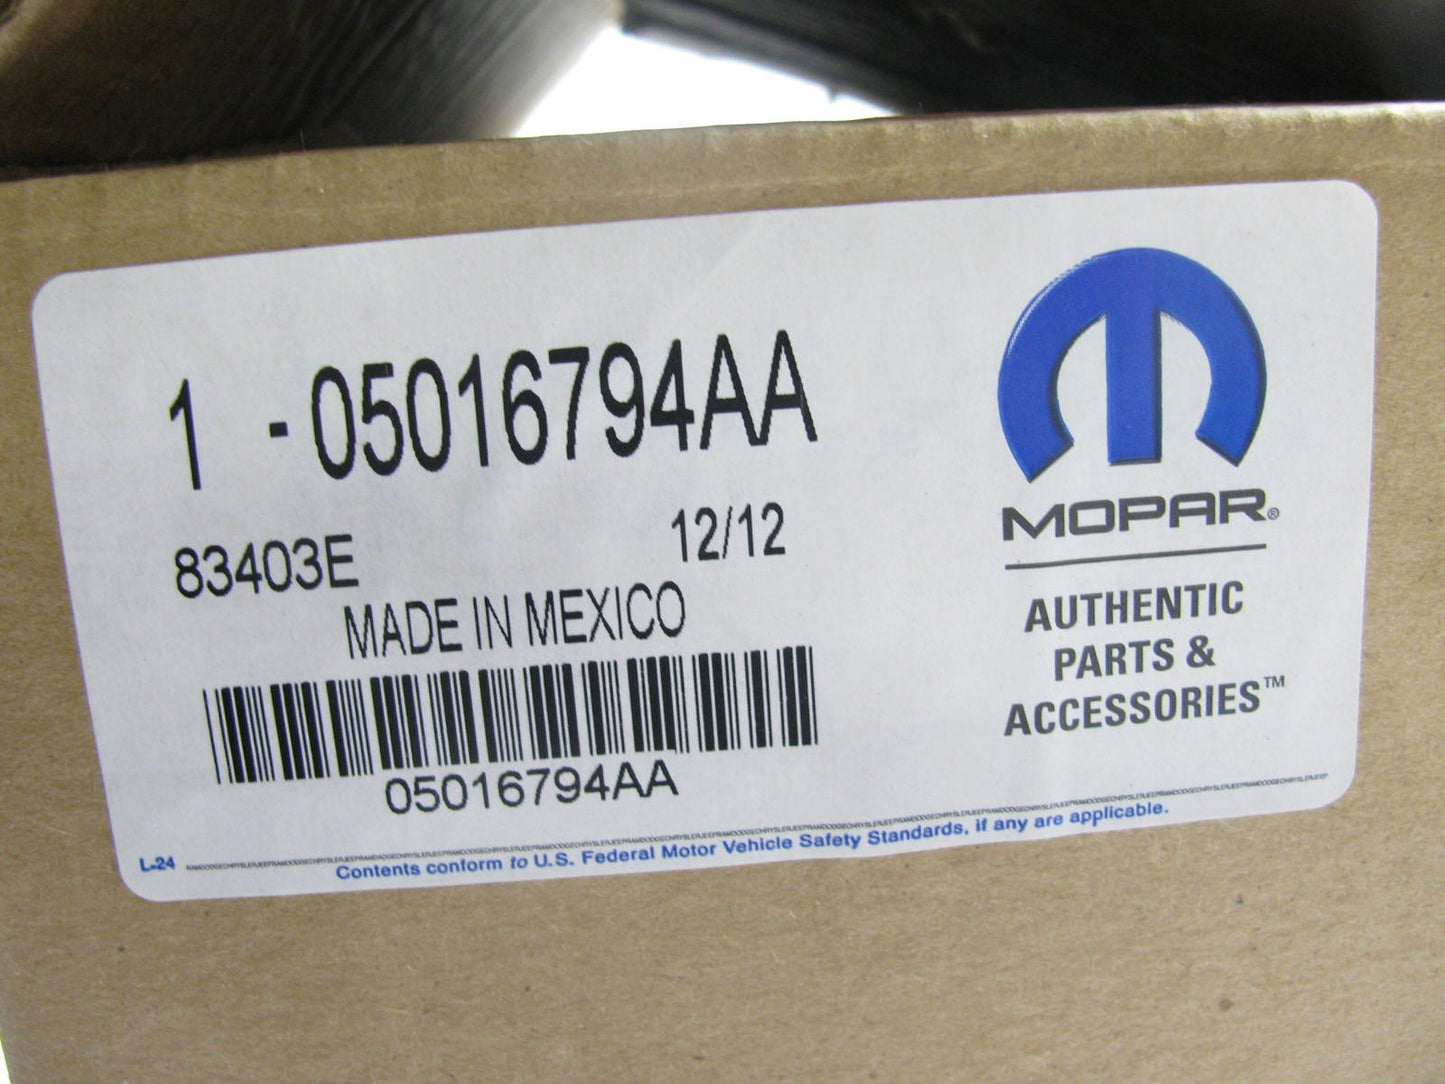 1 -05016794AA
83403E 12/12
MADE IN MEXICO
05016794AA
MOPAR®
AUTHENTIC
PARTS &
ACCESSORIES™
L-24
Contents conform to U.S. Federal Motor Vehicle Safety Standards, if any are applicable.